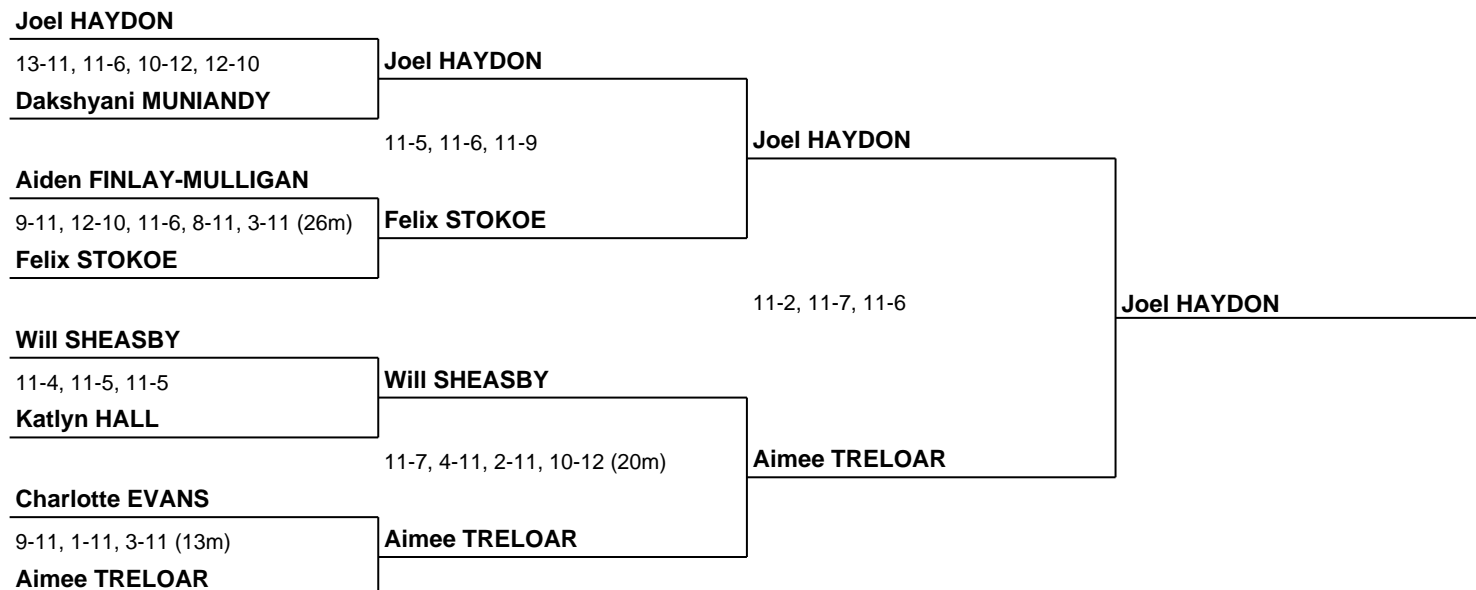 Joel HAYDON
13-11, 11-6, 10-12, 12-10
Dakshyani MUNIANDY
Aiden FINLAY-MULLIGAN
9-11, 12-10, 11-6, 8-11, 3-11 (26m)
Felix STOKOE
Will SHEASBY
11-4, 11-5, 11-5
Katlyn HALL
Charlotte EVANS
9-11, 1-11, 3-11 (13m)
Aimee TRELOAR
Joel HAYDON
11-5, 11-6, 11-9
Felix STOKOE
Will SHEASBY
11-7, 4-11, 2-11, 10-12 (20m)
Aimee TRELOAR
Joel HAYDON
11-2, 11-7, 11-6
Aimee TRELOAR
Joel HAYDON